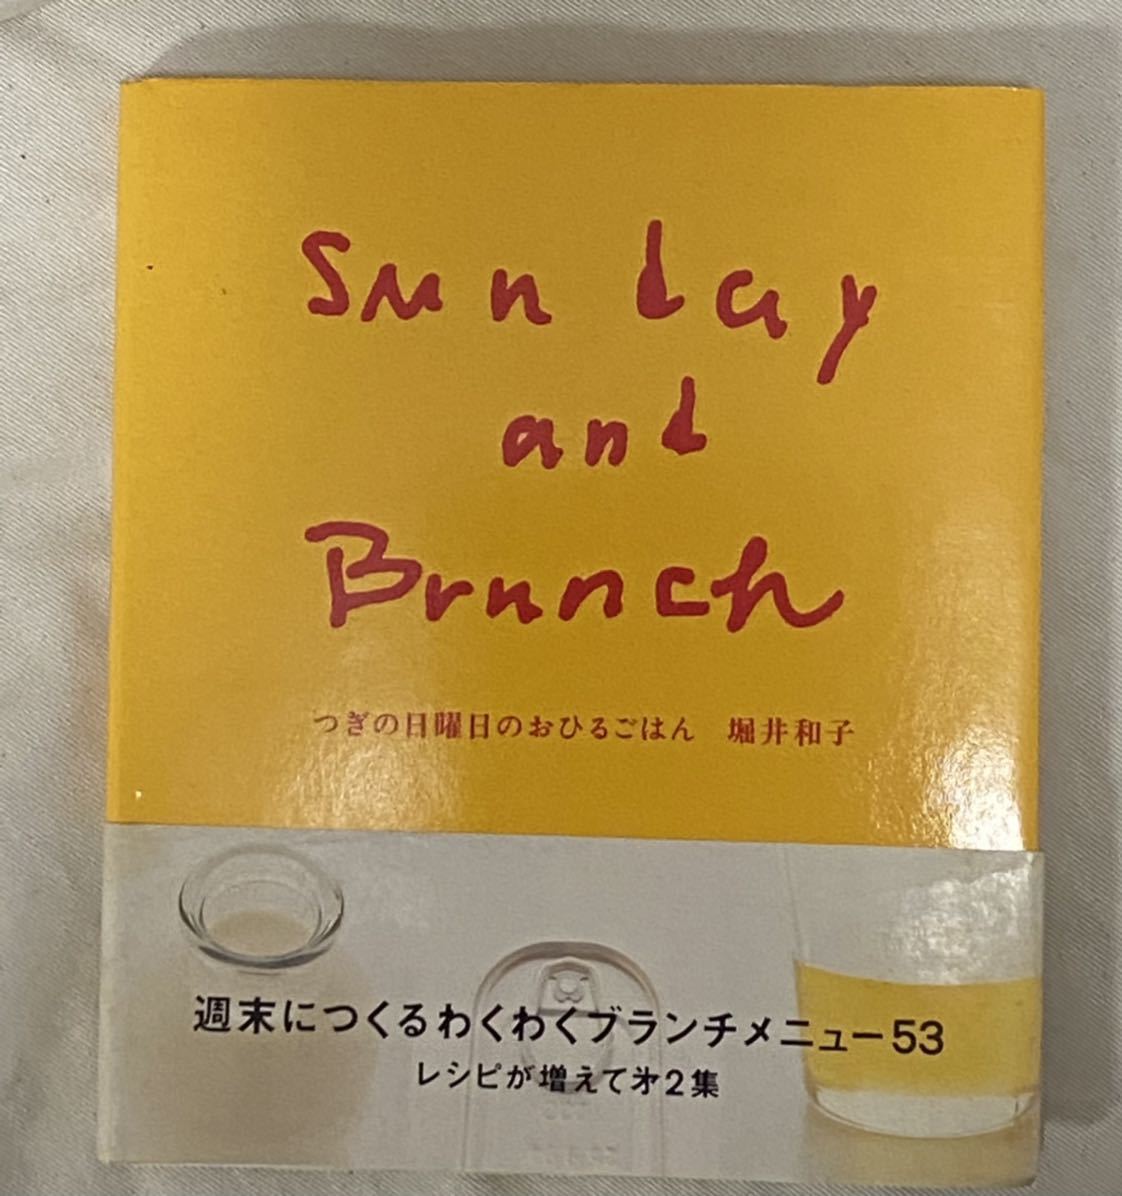 Sunday
and
Brunch
つぎの日曜日のおひるごはん　堀井和子
週末につくるわくわくブランチメニュー53
レシピが増えて㐧2集